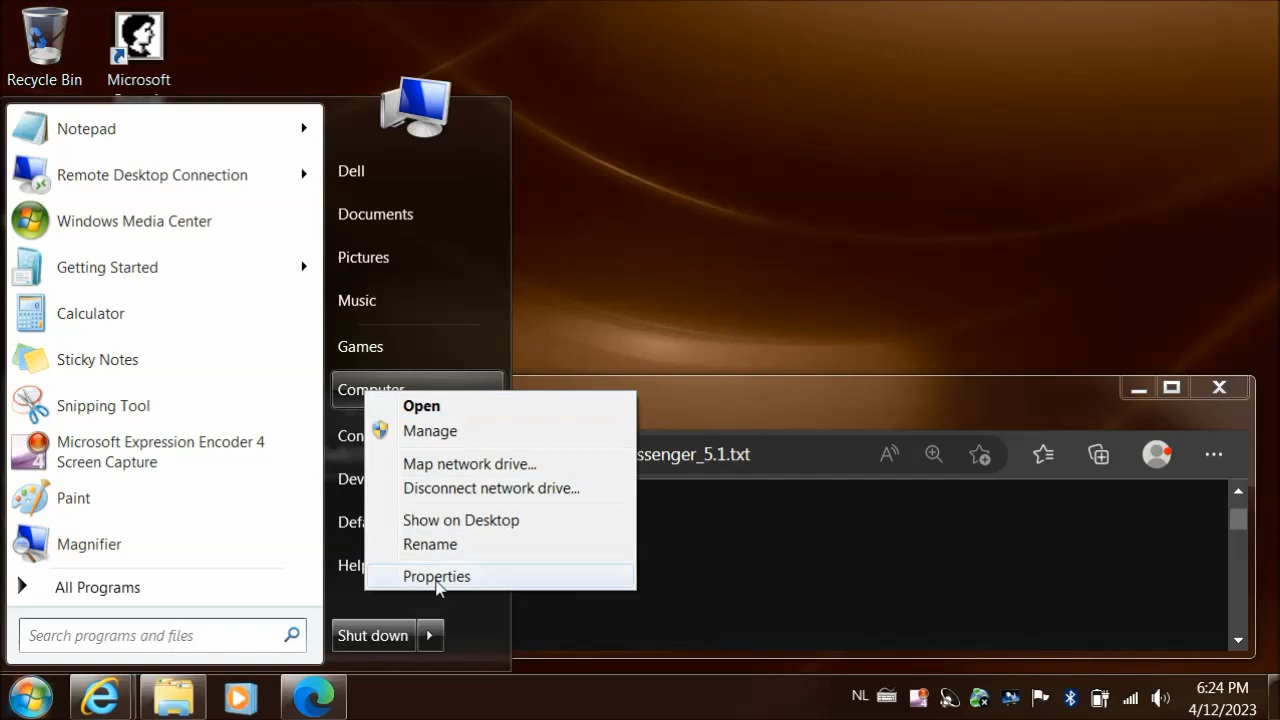 Recycle Bin
Microsoft
Notepad
Remote Desktop Connection
Windows Media Center
Getting Started
Calculator
Sticky Notes
Snipping Tool
Microsoft Expression Encoder 4
Screen Capture
Paint
Magnifier
All Programs
Search programs and files
Dell
Documents
Pictures
Music
Games
Computer
Con
Dev
Defa
Help
Shut down
Open
Manage
Map network drive...
Disconnect network drive...
Show on Desktop
Rename
Properties
ssenger_5.1.txt
NL
6:24 PM
4/12/2023